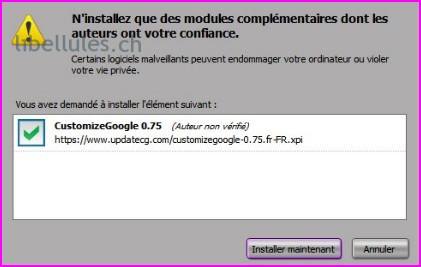 N'installez que des modules complémentaires dont les
auteurs ont votre confiance.
libellules.ch
Certains logiciels malveillants peuvent endommager votre ordinateur ou violer
votre vie privée.
Vous avez demandé à installer l'élément suivant :
CustomizeGoogle 0.75 (Auteur non vérifié)
https://www.updatecg.com/customizegoogle-0.75.fr-FR.xpi
Installer maintenant Annuler